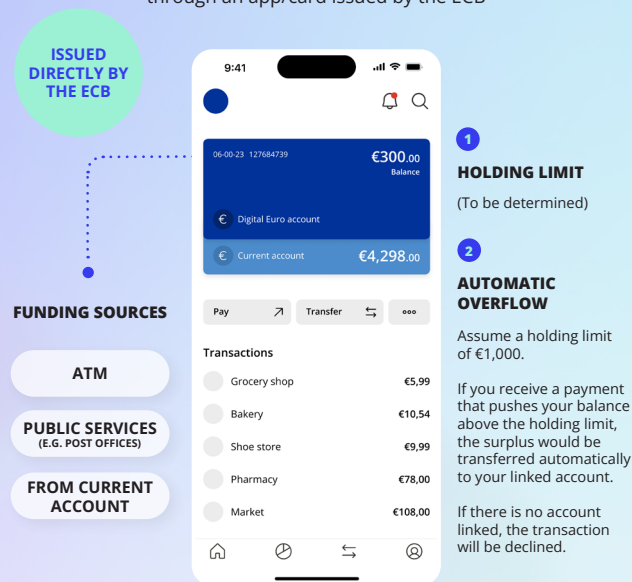 through an app/card issued by the ECB
ISSUED
DIRECTLY BY
THE ECB
9:41
06-00-23 127684739
€300.00
Balance
€ Digital Euro account
€ Current account
€4,298.00
FUNDING SOURCES
ATM
PUBLIC SERVICES
(E.G. POST OFFICES)
FROM CURRENT
ACCOUNT
Pay
Transfer
Transactions
Grocery shop €5,99
Bakery €10,54
Shoe store €9,99
Pharmacy €78,00
Market €108,00
1
HOLDING LIMIT
(To be determined)
2
AUTOMATIC
OVERFLOW
Assume a holding limit
of €1,000.
If you receive a payment
that pushes your balance
above the holding limit,
the surplus would be
transferred automatically
to your linked account.
If there is no account
linked, the transaction
will be declined.